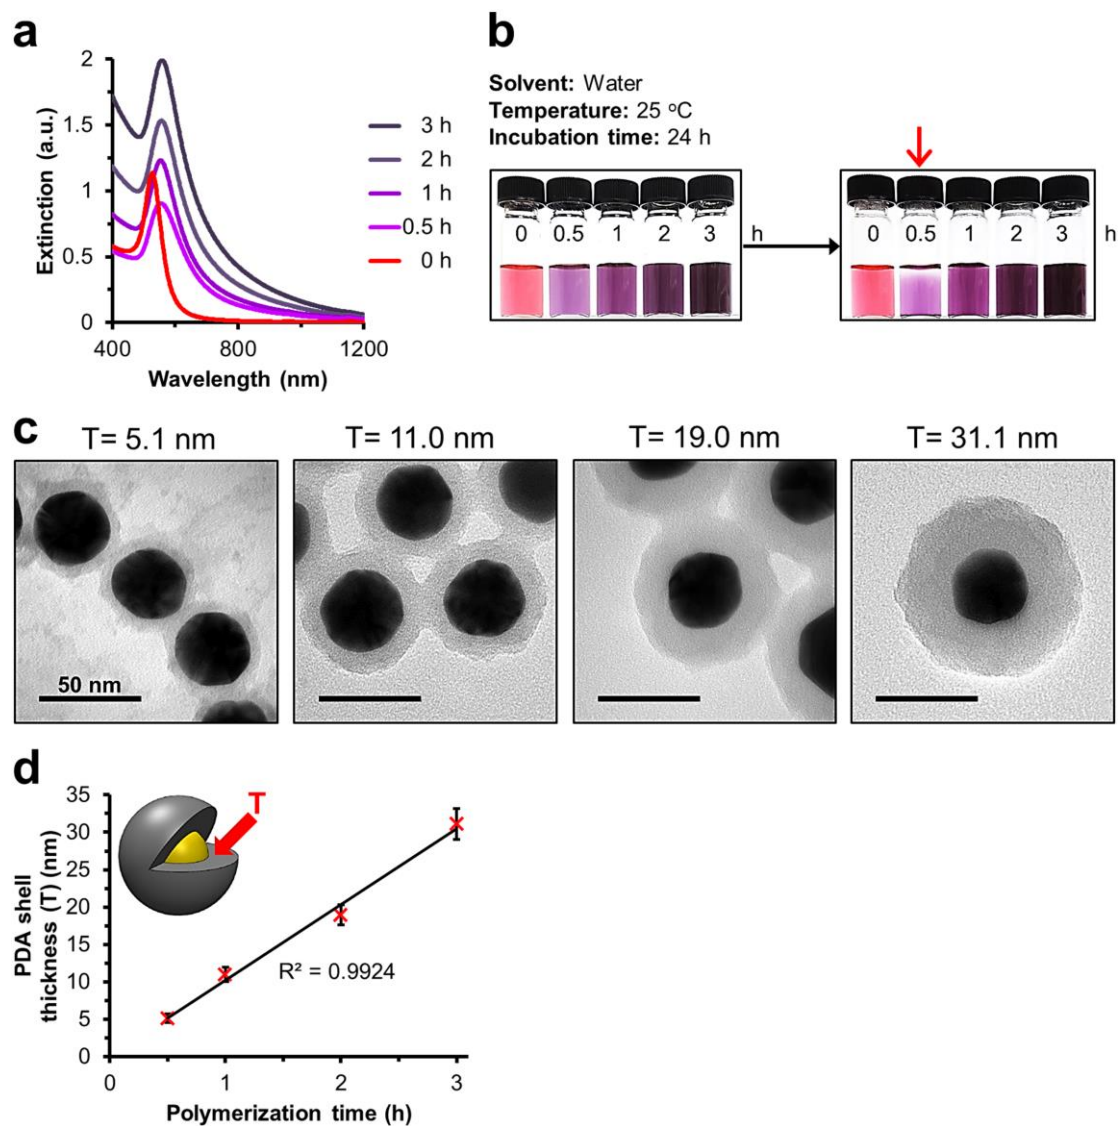 a
2
1.5
1
0.5
0
Extinction (a.u.)
400 800 1200
Wavelength (nm)
3 h
2 h
1 h
0.5 h
0 h
b
Solvent: Water
Temperature: 25 °C
Incubation time: 24 h
0 0.5 1 2 3 h
0 0.5 1 2 3 h
c
T= 5.1 nm
T= 11.0 nm
T= 19.0 nm
T= 31.1 nm
50 nm
d
35
30
25
20
15
10
5
0
PDA shell
thickness (T) (nm)
T
R² = 0.9924
0 1 2 3
Polymerization time (h)